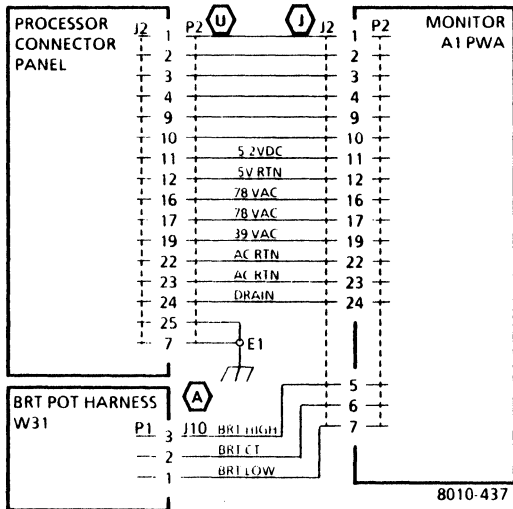 PROCESSOR CONNECTOR PANEL
J2 P2 U J J2 P2
MONITOR A1 PWA
1 1
2 2
3 3
4 4
9 9
10 10
11 5.2VDC 11
12 5V RTN 12
16 78 VAC 16
17 78 VAC 17
19 39 VAC 19
22 AC RTN 22
23 AC RTN 23
24 DRAIN 24
25
7 E1
BRT POT HARNESS W31
A
P1 J10
3 BRT HIGH 5
2 BRT CT 6
1 BRT LOW 7
8010-437